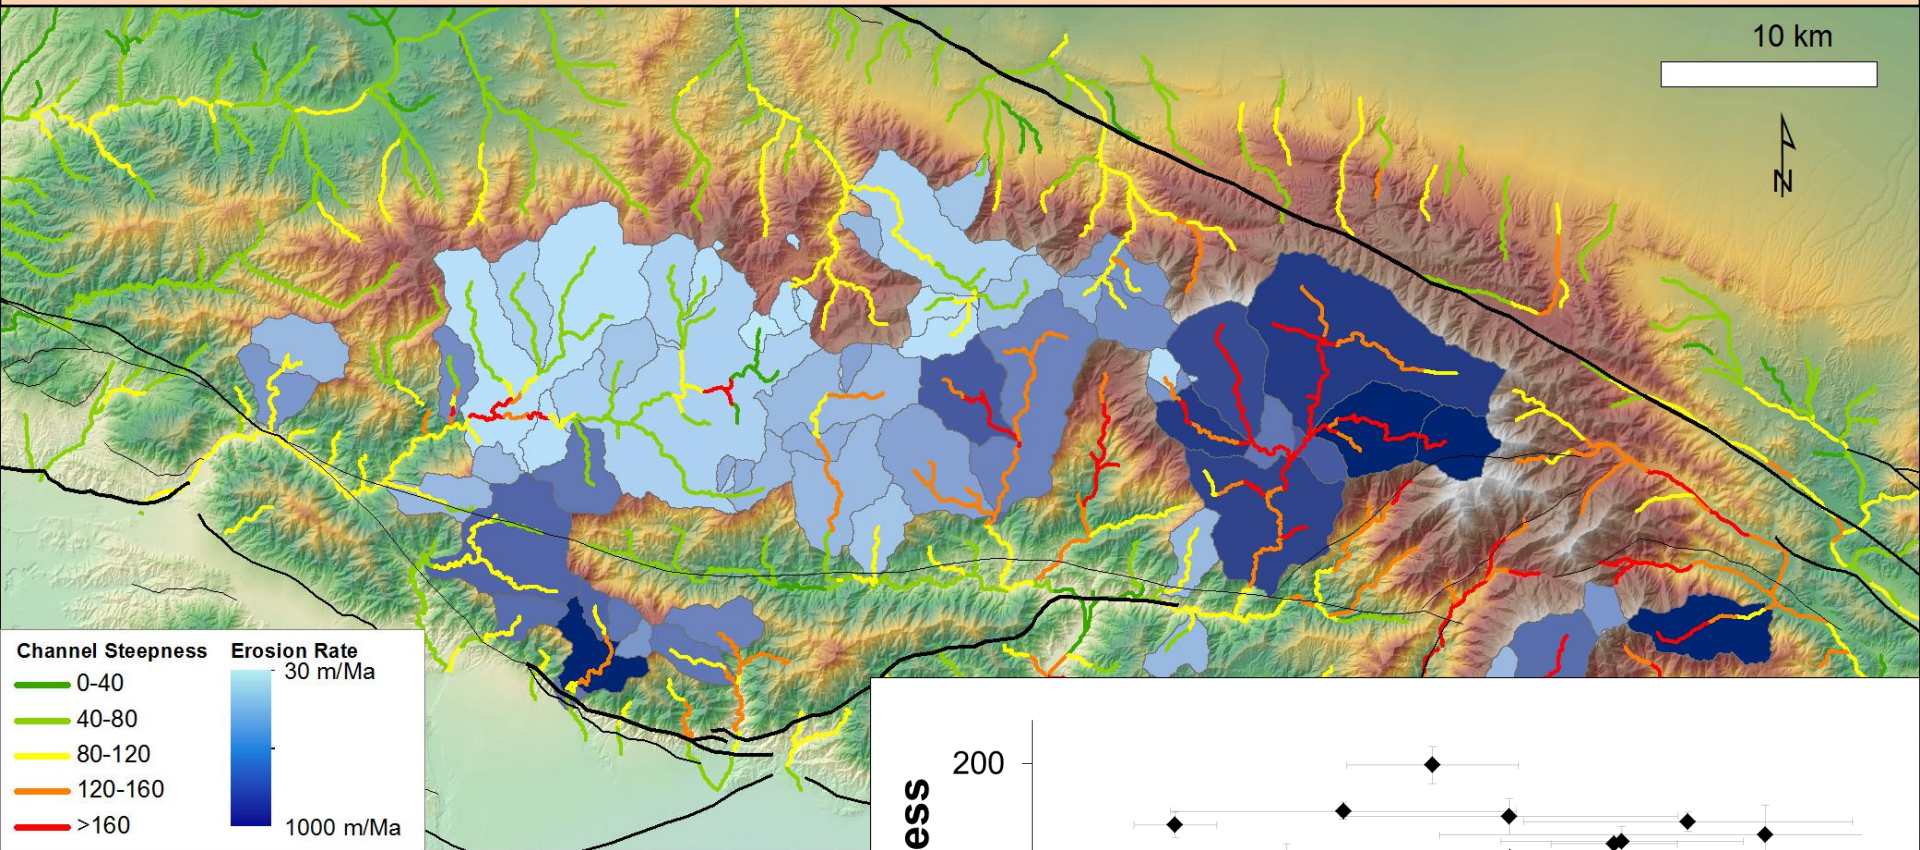 10 km
N
Channel Steepness
0-40
40-80
80-120
120-160
>160
Erosion Rate
30 m/Ma
1000 m/Ma
200
ess